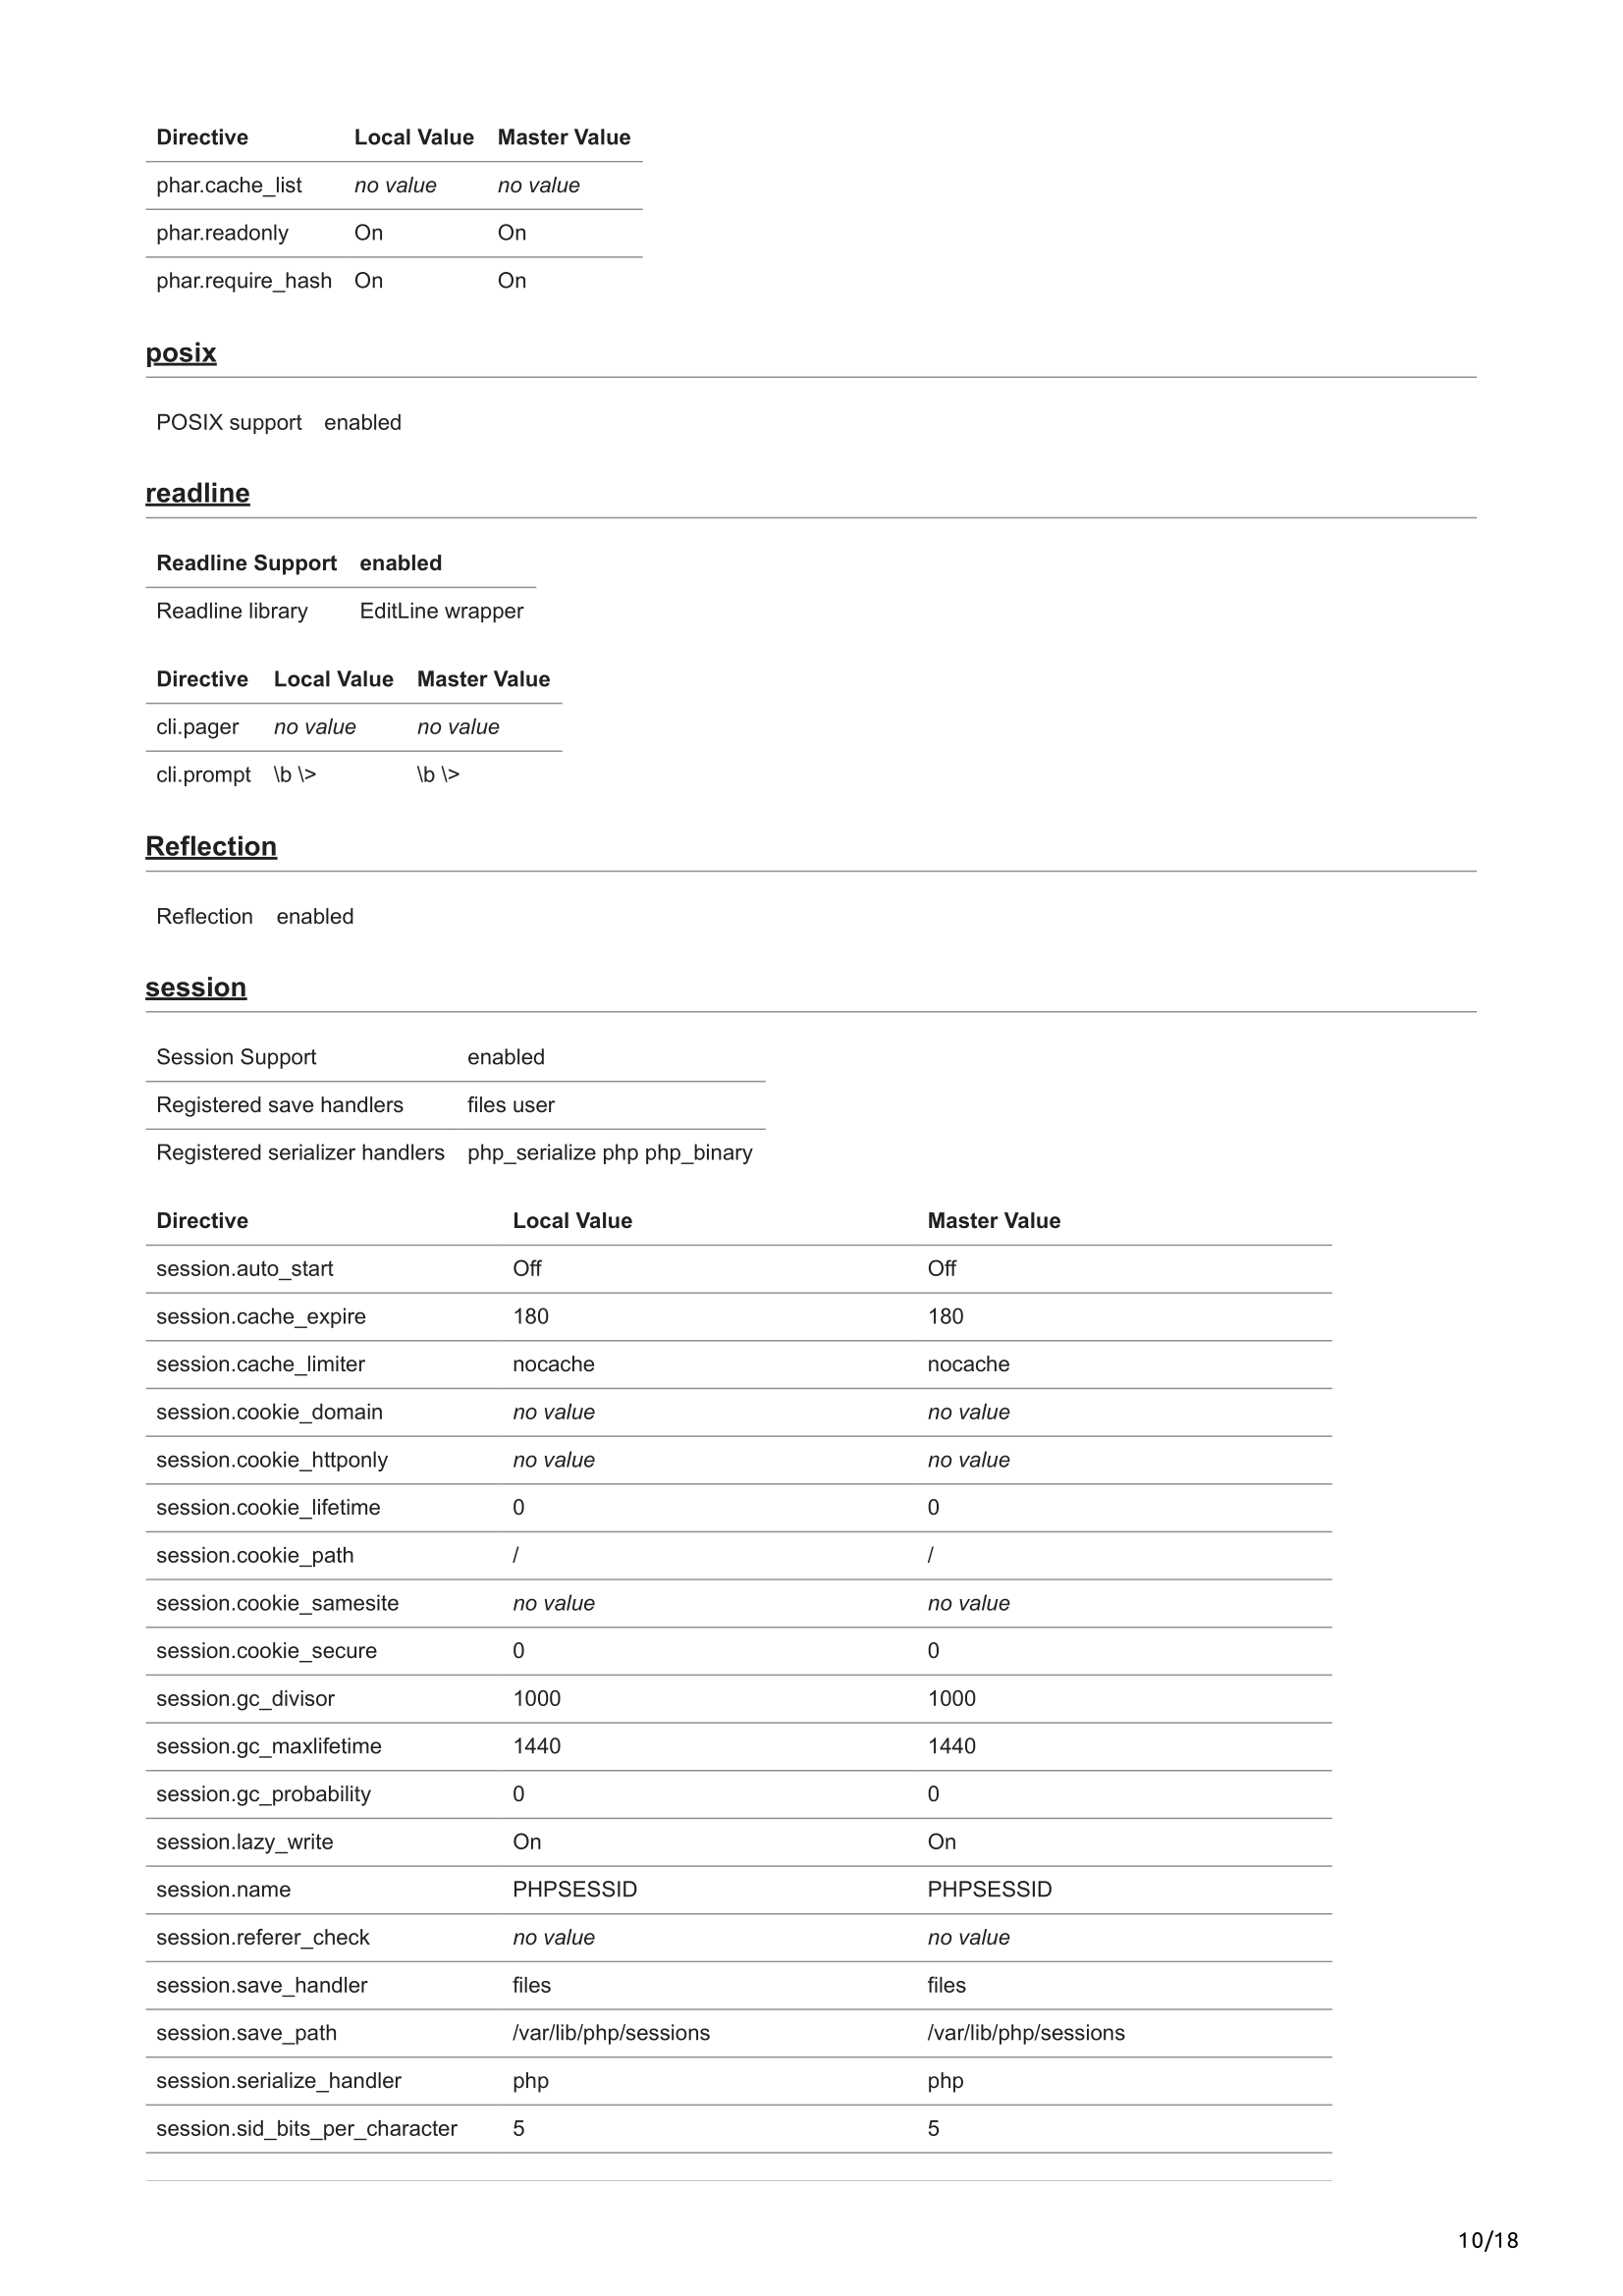 Directive Local Value Master Value
phar.cache_list no value no value
phar.readonly On On
phar.require_hash On On
posix
POSIX support enabled
readline
Readline Support enabled
Readline library EditLine wrapper
Directive Local Value Master Value
cli.pager no value no value
cli.prompt \b \> \b \>
Reflection
Reflection enabled
session
Session Support enabled
Registered save handlers files user
Registered serializer handlers php_serialize php php_binary
Directive Local Value Master Value
session.auto_start Off Off
session.cache_expire 180 180
session.cache_limiter nocache nocache
session.cookie_domain no value no value
session.cookie_httponly no value no value
session.cookie_lifetime 0 0
session.cookie_path / /
session.cookie_samesite no value no value
session.cookie_secure 0 0
session.gc_divisor 1000 1000
session.gc_maxlifetime 1440 1440
session.gc_probability 0 0
session.lazy_write On On
session.name PHPSESSID PHPSESSID
session.referer_check no value no value
session.save_handler files files
session.save_path /var/lib/php/sessions /var/lib/php/sessions
session.serialize_handler php php
session.sid_bits_per_character 5 5
10/18